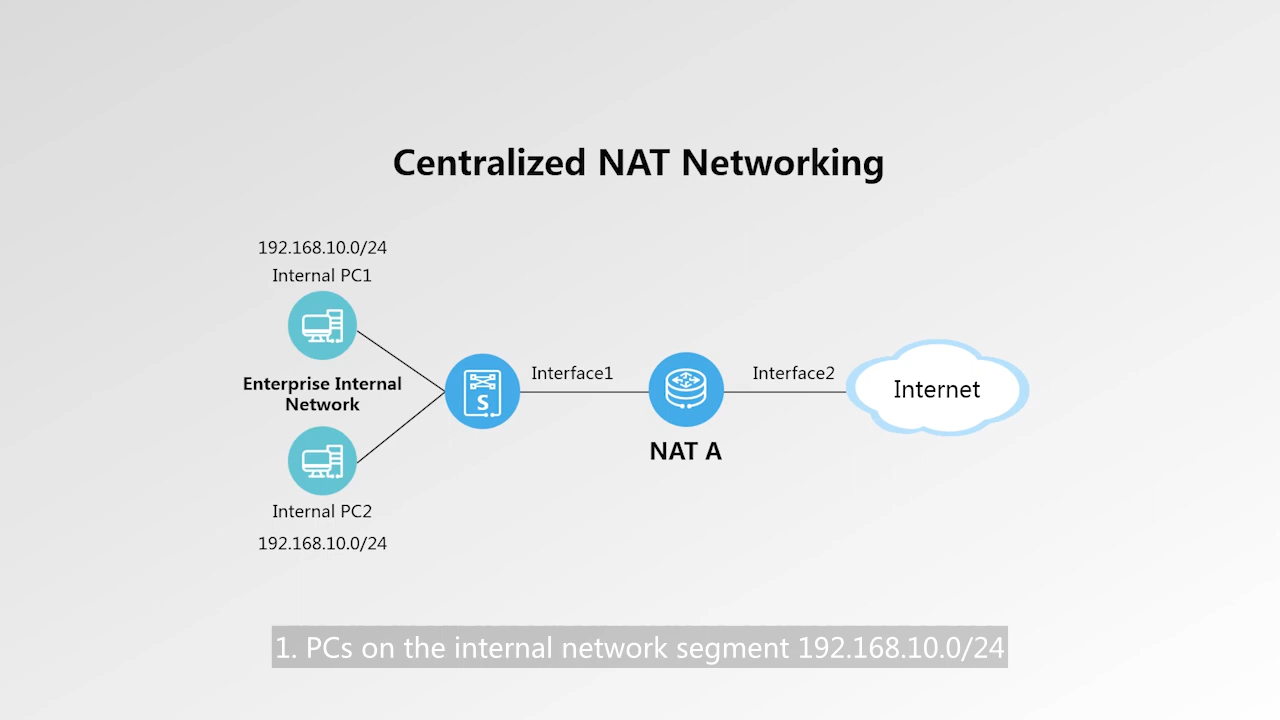 Centralized NAT Networking
192.168.10.0/24
Internal PC1
Enterprise Internal
Network
Internal PC2
192.168.10.0/24
S
Interface1
NAT A
Interface2
Internet
1. PCs on the internal network segment 192.168.10.0/24